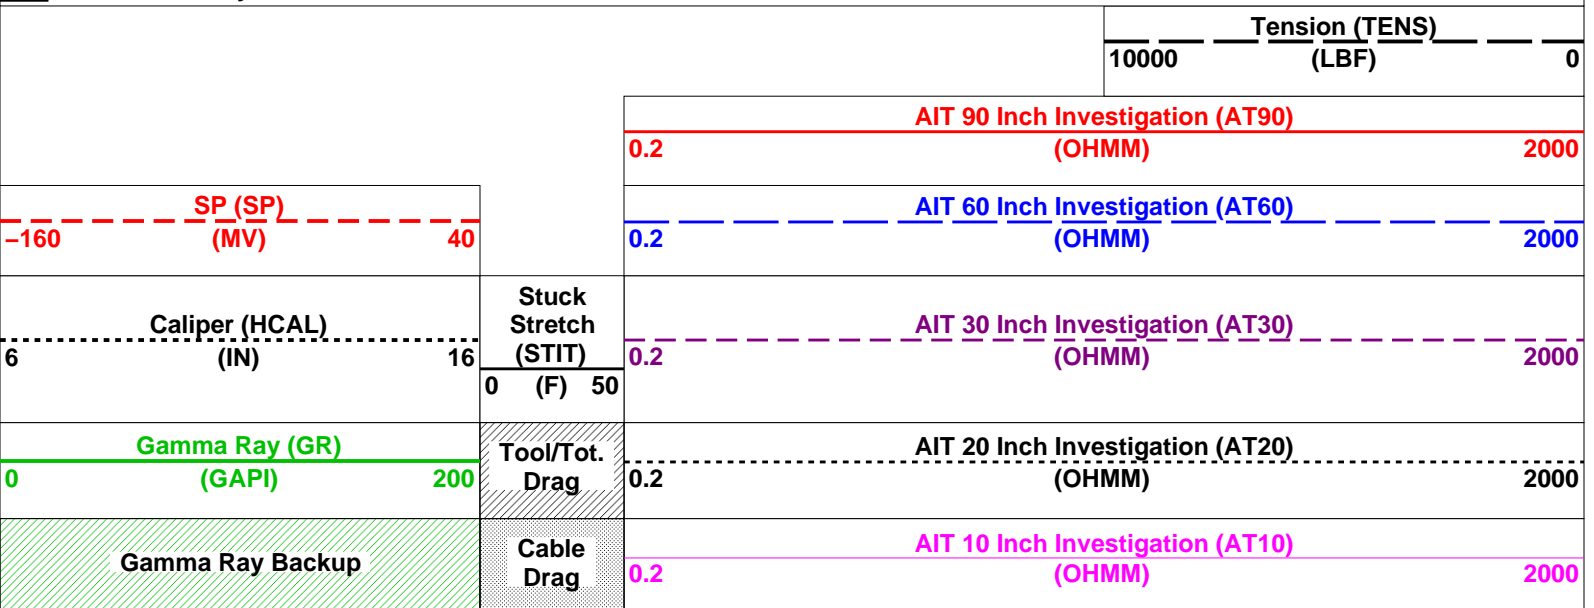 Tension (TENS)
10000 (LBF) 0
AIT 90 Inch Investigation (AT90)
0.2 (OHMM) 2000
SP (SP)
−160 (MV) 40
AIT 60 Inch Investigation (AT60)
0.2 (OHMM) 2000
Caliper (HCAL)
6 (IN) 16
Stuck
Stretch
(STIT)
0 (F) 50
AIT 30 Inch Investigation (AT30)
0.2 (OHMM) 2000
Gamma Ray (GR)
0 (GAPI) 200
Tool/Tot.
Drag
AIT 20 Inch Investigation (AT20)
0.2 (OHMM) 2000
Gamma Ray Backup
Cable
Drag
AIT 10 Inch Investigation (AT10)
0.2 (OHMM) 2000